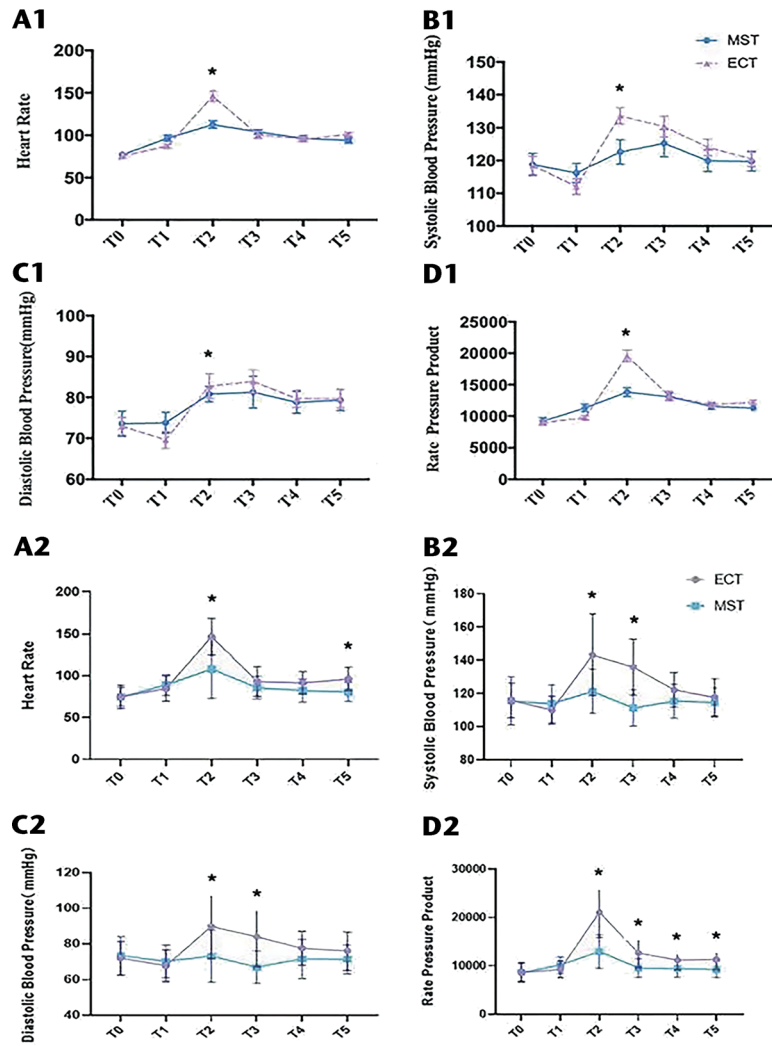 A1
200
150
100
50
0
Heart Rate
*
T0 T1 T2 T3 T4 T5
B1
MST
ECT
150
140
130
120
110
100
Systolic Blood Pressure (mmHg)
*
T0 T1 T2 T3 T4 T5
C1
100
90
80
70
60
Diastolic Blood Pressure(mmHg)
*
T0 T1 T2 T3 T4 T5
D1
25000
20000
15000
10000
5000
0
Rate Pressure Product
*
T0 T1 T2 T3 T4 T5
A2
200
150
100
50
0
Heart Rate
* *
T0 T1 T2 T3 T4 T5
B2
ECT
MST
180
160
140
120
100
80
Systolic Blood Pressure( mmHg)
* *
T0 T1 T2 T3 T4 T5
C2
120
100
80
60
40
Diastolic Blood Pressure( mmHg)
* *
T0 T1 T2 T3 T4 T5
D2
30000
20000
10000
0
Rate Pressure Product
* * * *
T0 T1 T2 T3 T4 T5